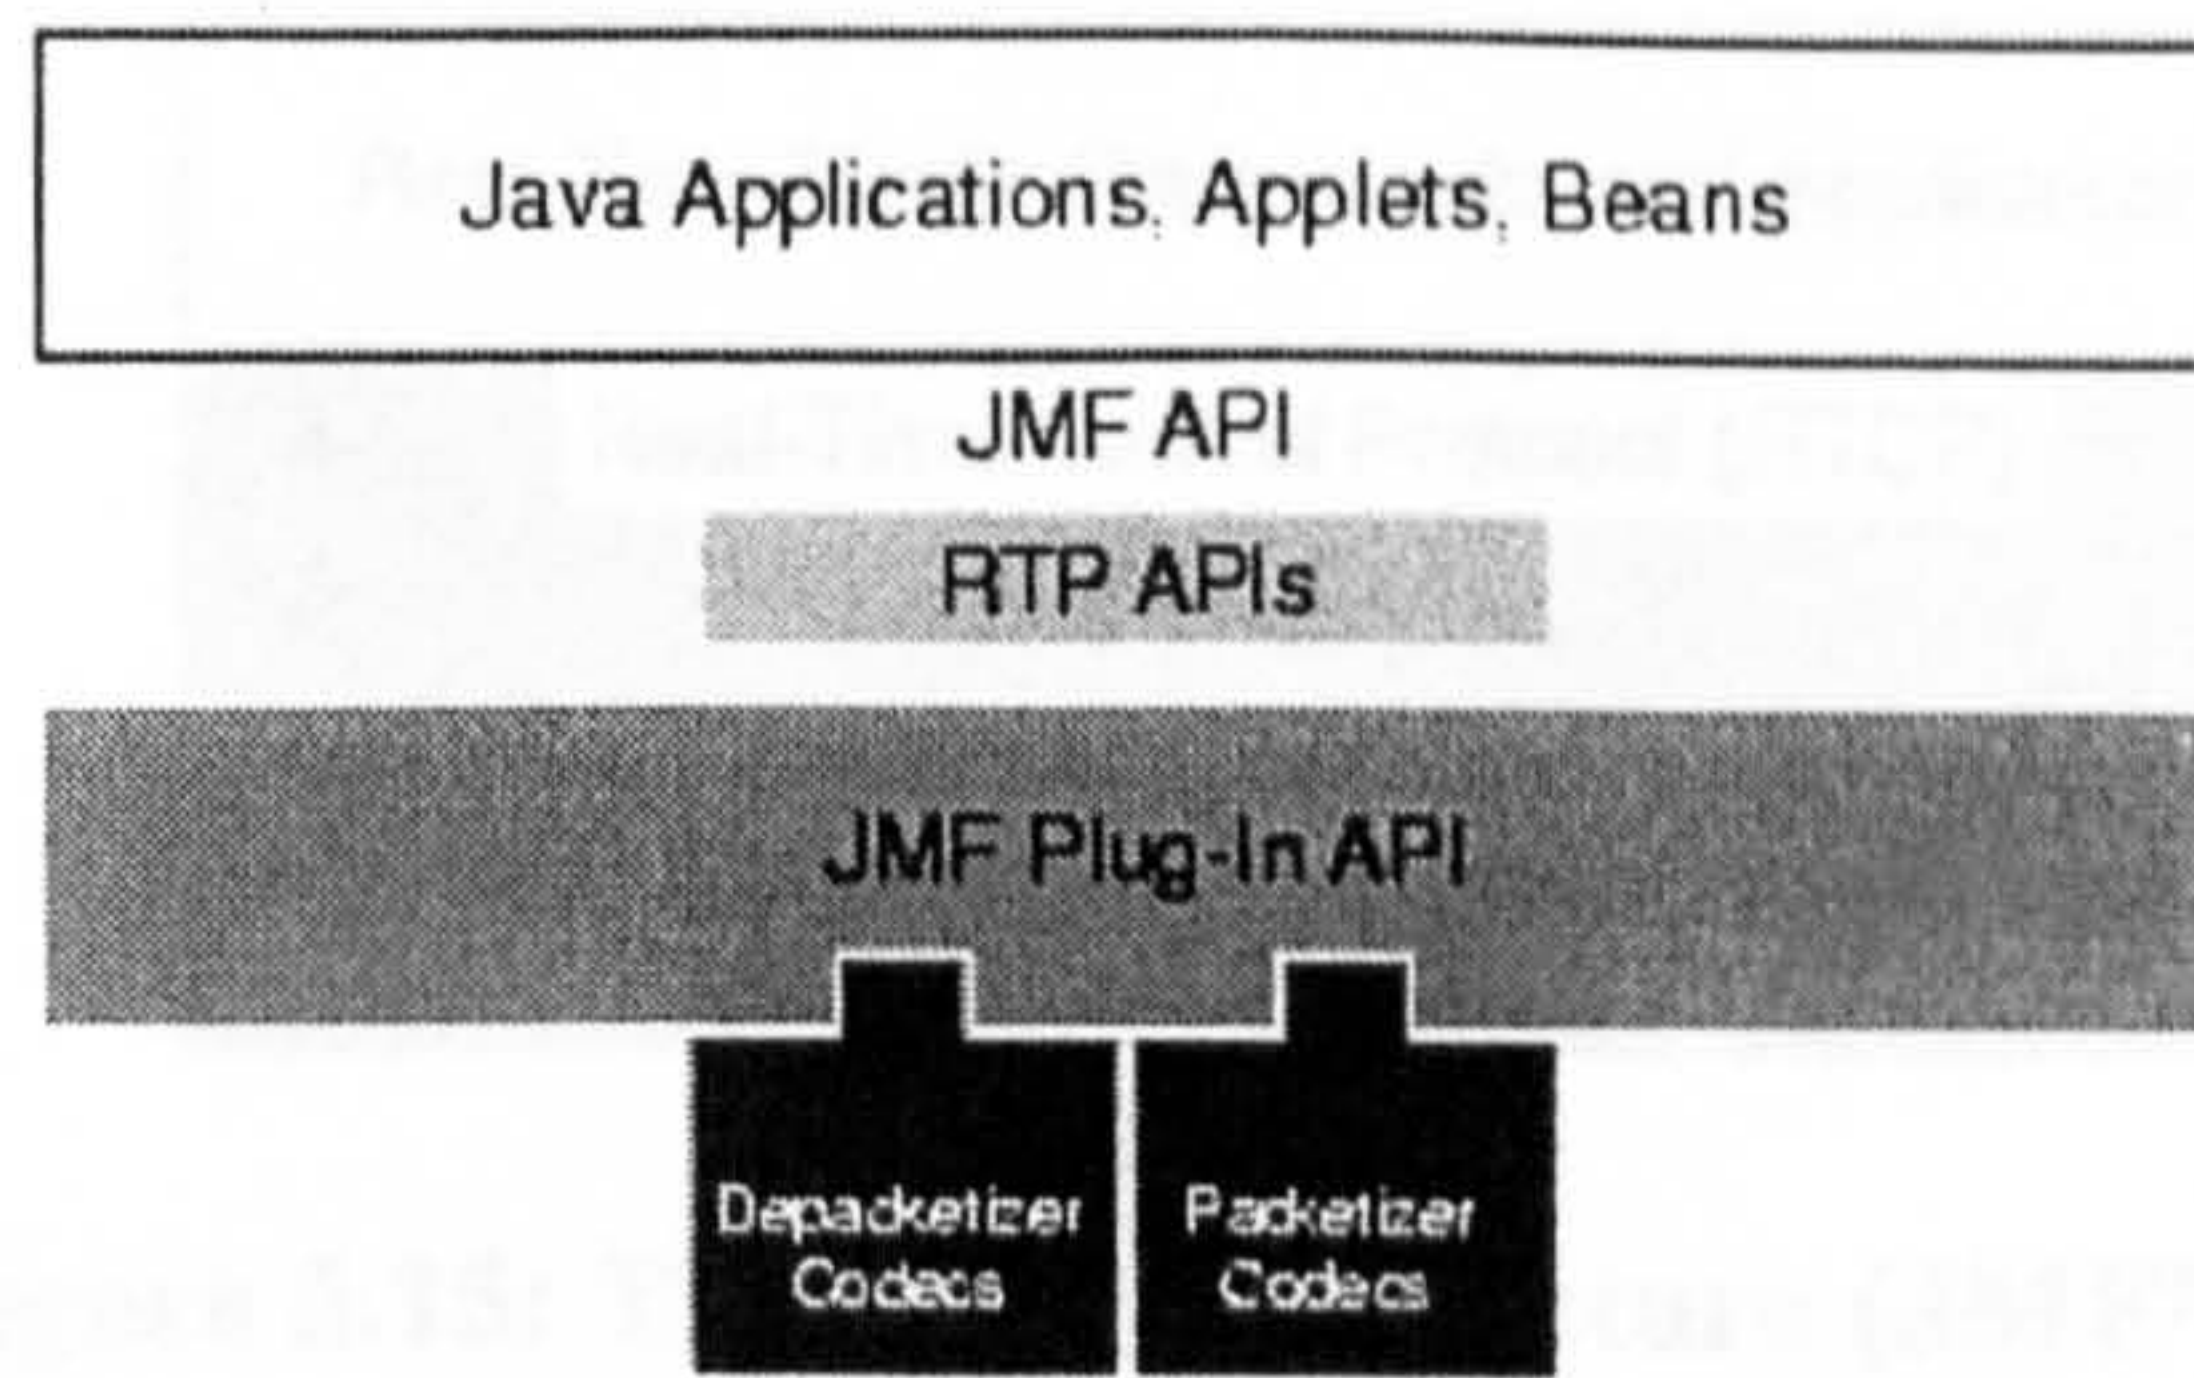 Java Applications, Applets, Beans
JMF API
RTP APIs
JMF Plug-In API
Depacketizer
Codecs
Packetizer
Codecs